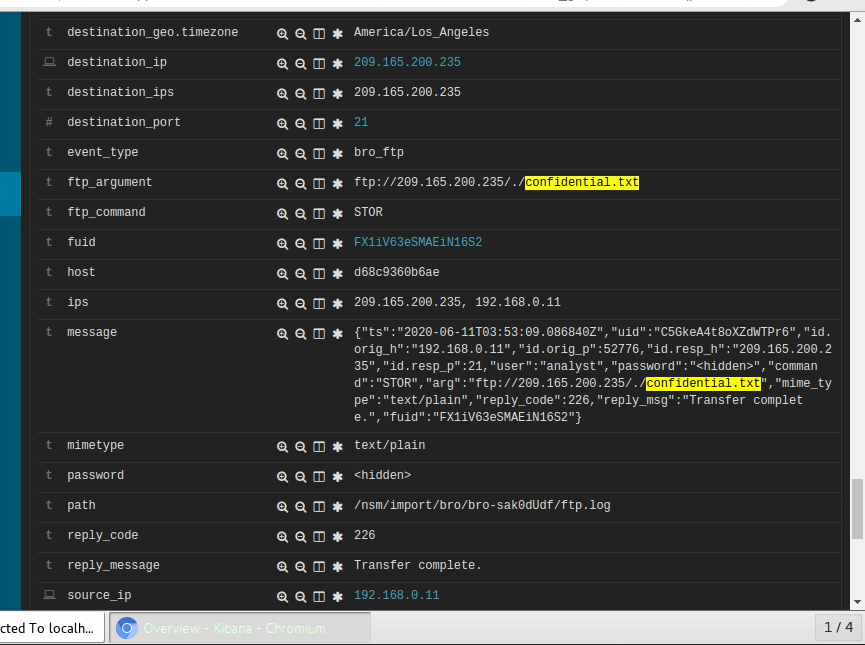 t destination_geo.timezone America/Los_Angeles
destination_ip 209.165.200.235
t destination_ips 209.165.200.235
# destination_port 21
t event_type bro_ftp
t ftp_argument ftp://209.165.200.235/./confidential.txt
t ftp_command STOR
t fuid FX1iV63eSMAEiN16S2
t host d68c9360b6ae
t ips 209.165.200.235, 192.168.0.11
t message {"ts":"2020-06-11T03:53:09.086840Z","uid":"C5GkeA4t8oXZdWTPr6","id.
orig_h":"192.168.0.11","id.orig_p":52776,"id.resp_h":"209.165.200.2
35","id.resp_p":21,"user":"analyst","password":"<hidden>","comman
d":"STOR","arg":"ftp://209.165.200.235/./confidential.txt","mime_ty
pe":"text/plain","reply_code":226,"reply_msg":"Transfer complet
e.","fuid":"FX1iV63eSMAEiN16S2"}
t mimetype text/plain
t password <hidden>
t path /nsm/import/bro/bro-sak0dUdf/ftp.log
t reply_code 226
t reply_message Transfer complete.
source_ip 192.168.0.11
cted To localh... Overview - Kibana - Chromium 1 / 4